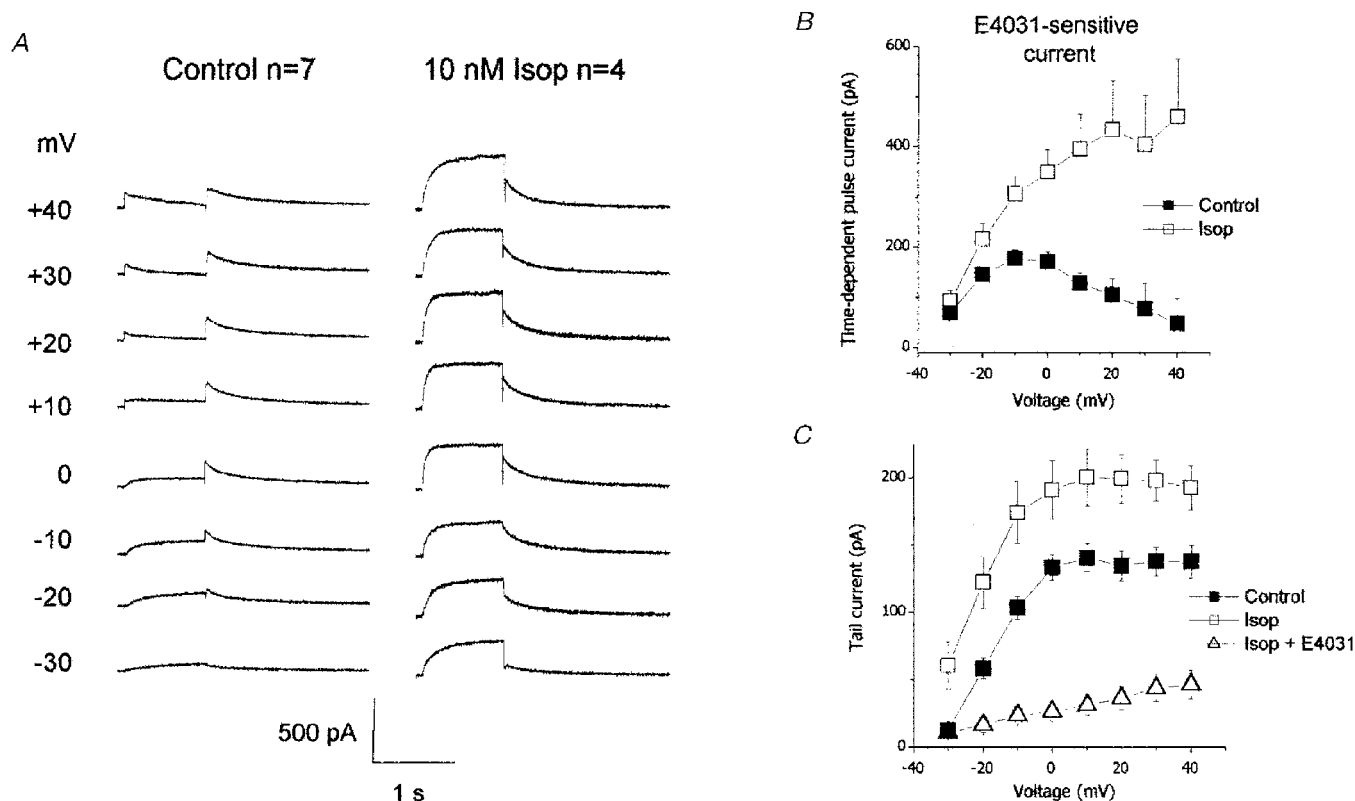 A
Control n=7
10 nM Isop n=4
mV
+40
+30
+20
+10
0
-10
-20
-30
500 pA
1 s
B
E4031-sensitive
current
600
400
200
0
Time-dependent pulse current (pA)
Control
Isop
-40
-20
0
20
40
Voltage (mV)
C
200
100
0
Tail current (pA)
Control
Isop
Isop + E4031
-40
-20
0
20
40
Voltage (mV)